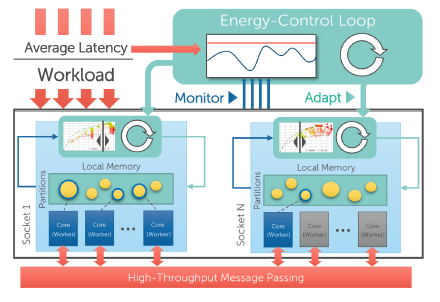 Energy-Control Loop
Average Latency
Workload
Monitor
Adapt
Local Memory
Partitions
Socket 1
Core
(Worker)
Core
(Worker)
...
Core
(Worker)
Local Memory
Partitions
Socket N
Core
(Worker)
Core
(Worker)
...
Core
(Worker)
High-Throughput Message Passing